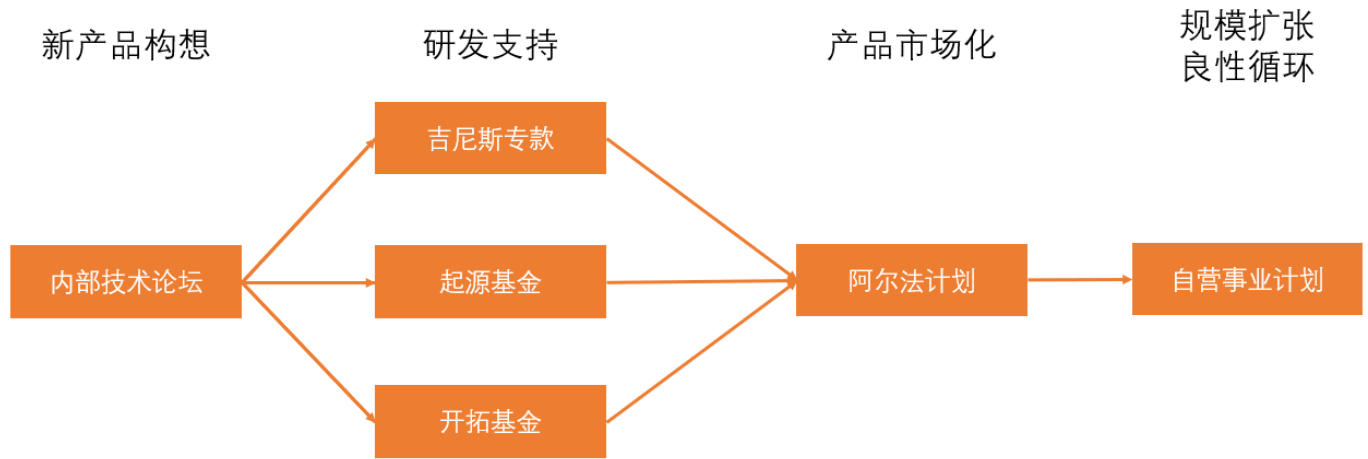 新产品构想
研发支持
产品市场化
规模扩张
良性循环
吉尼斯专款
内部技术论坛
起源基金
阿尔法计划
自营事业计划
开拓基金